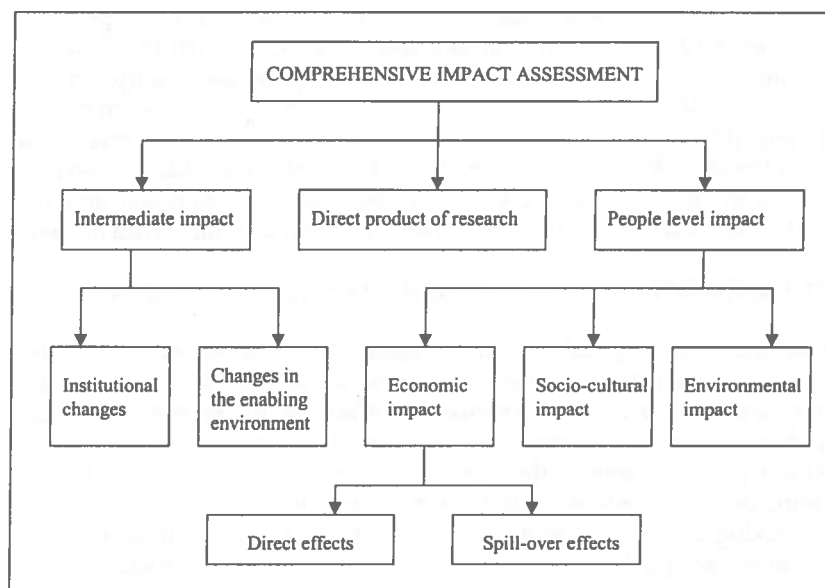 COMPREHENSIVE IMPACT ASSESSMENT
Intermediate impact
Direct product of research
People level impact
Institutional
changes
Changes in
the enabling
environment
Economic
impact
Socio-cultural
impact
Environmental
impact
Direct effects
Spill-over effects